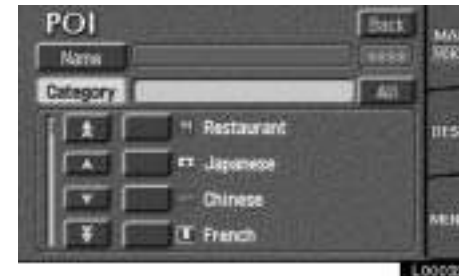 POI Back
Name
Category All
Restaurant
Japanese
Chinese
French